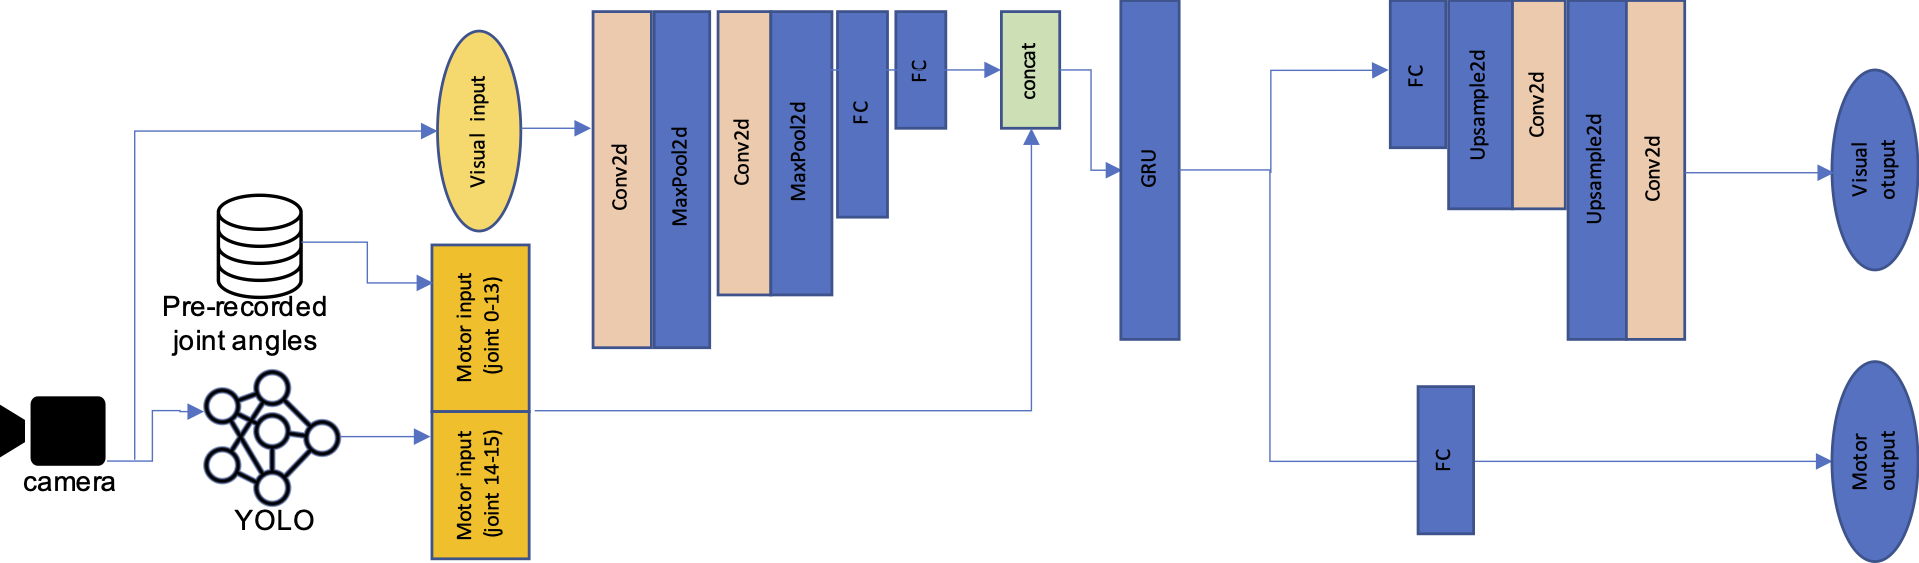 camera
Pre-recorded
joint angles
YOLO
Visual input
Motor input
(joint 0-13)
Motor input
(joint 14-15)
Conv2d
MaxPool2d
Conv2d
MaxPool2d
FC
FC
concat
GRU
FC
Upsample2d
Conv2d
Upsample2d
Conv2d
Visual
otuput
FC
Motor
output